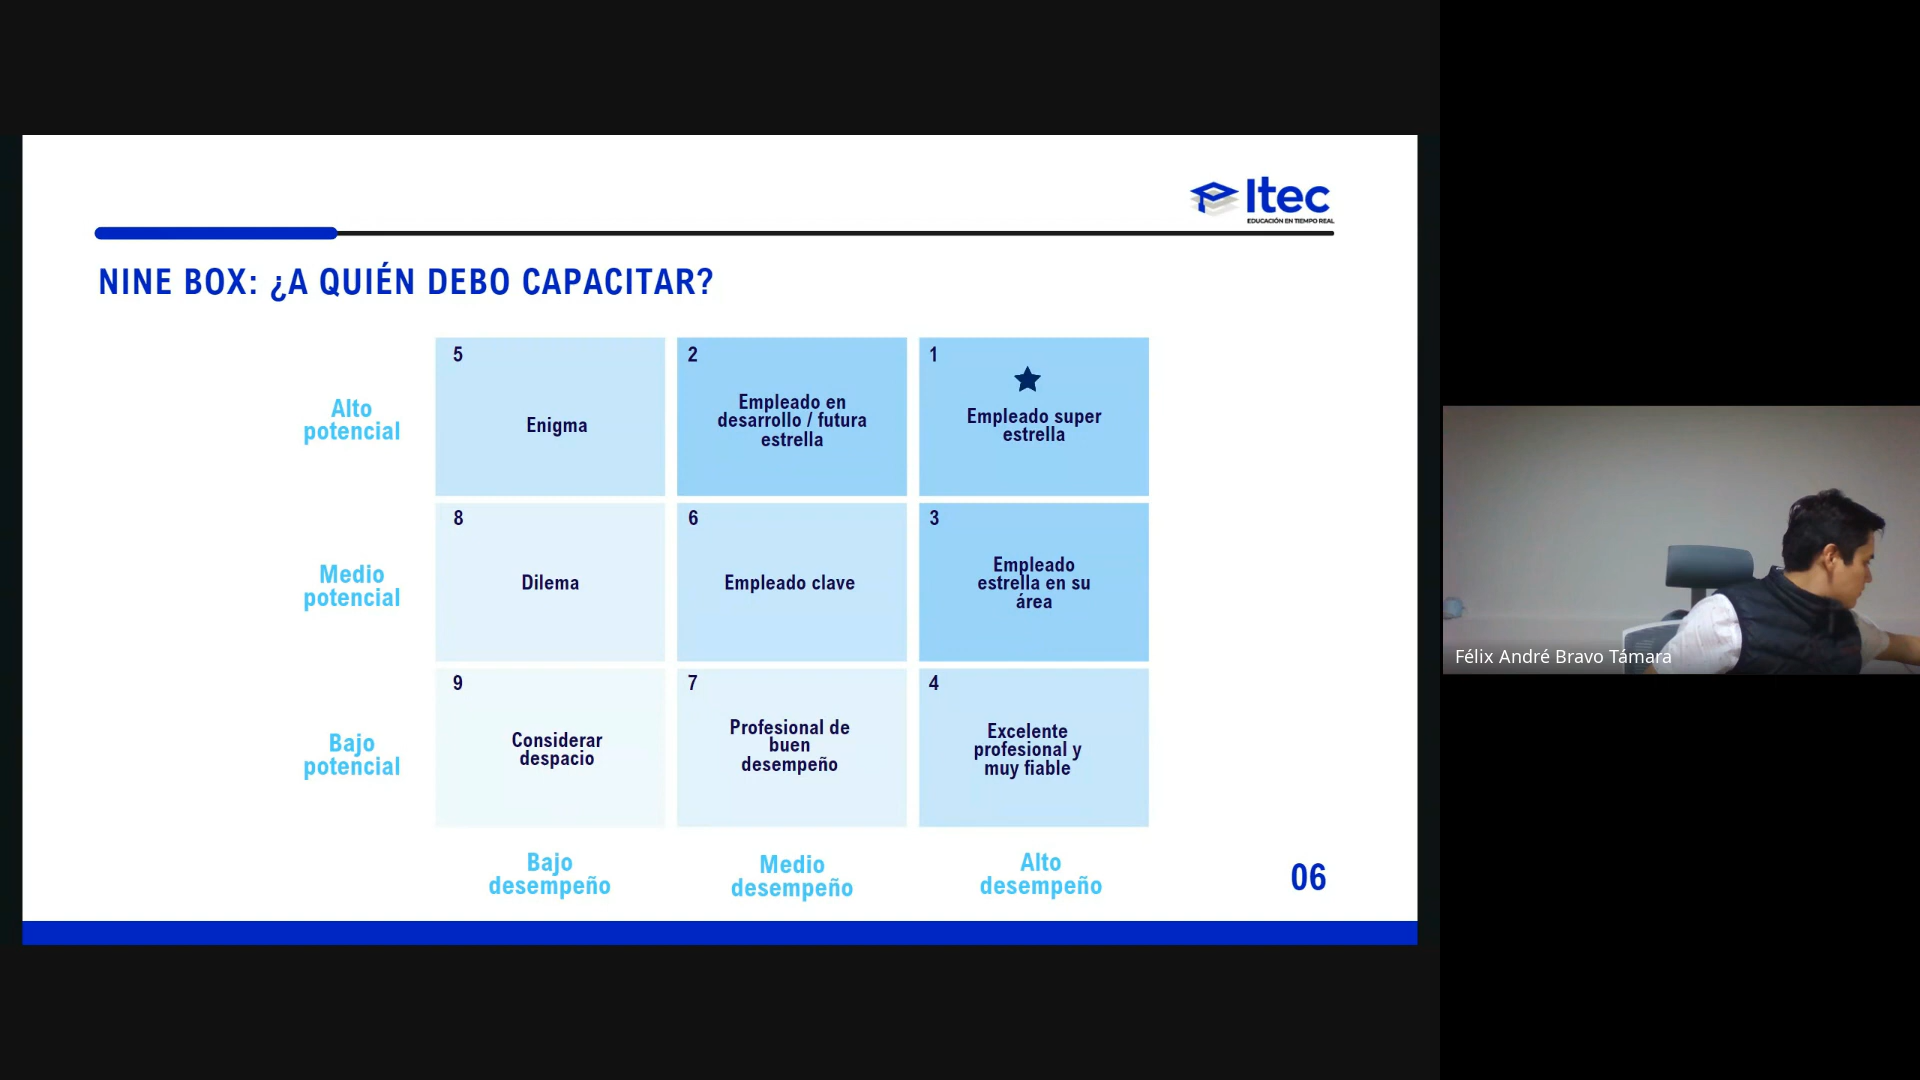 Itec
EDUCACIÓN EN TIEMPO REAL
NINE BOX: ¿A QUIÉN DEBO CAPACITAR?
Alto
potencial
5
Enigma
2
Empleado en
desarrollo / futura
estrella
1
Empleado super
estrella
Medio
potencial
8
Dilema
6
Empleado clave
3
Empleado
estrella en su
área
Bajo
potencial
9
Considerar
despacio
7
Profesional de
buen
desempeño
4
Excelente
profesional y
muy fiable
Bajo
desempeño
Medio
desempeño
Alto
desempeño
06
Félix André Bravo Támara